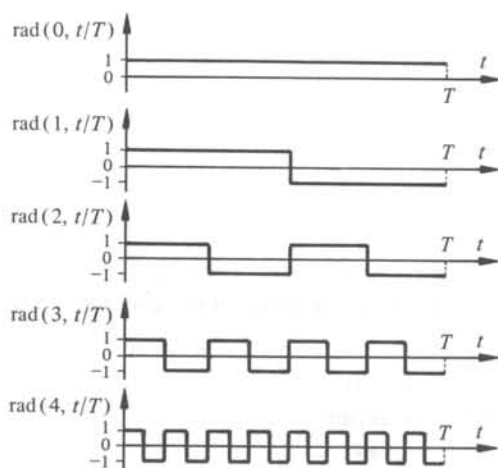 rad(0, t/T)
1
0
t
T
rad(1, t/T)
1
0
−1
T t
rad(2, t/T)
1
0
−1
T t
rad(3, t/T)
1
0
−1
T t
rad(4, t/T)
1
0
−1
T t